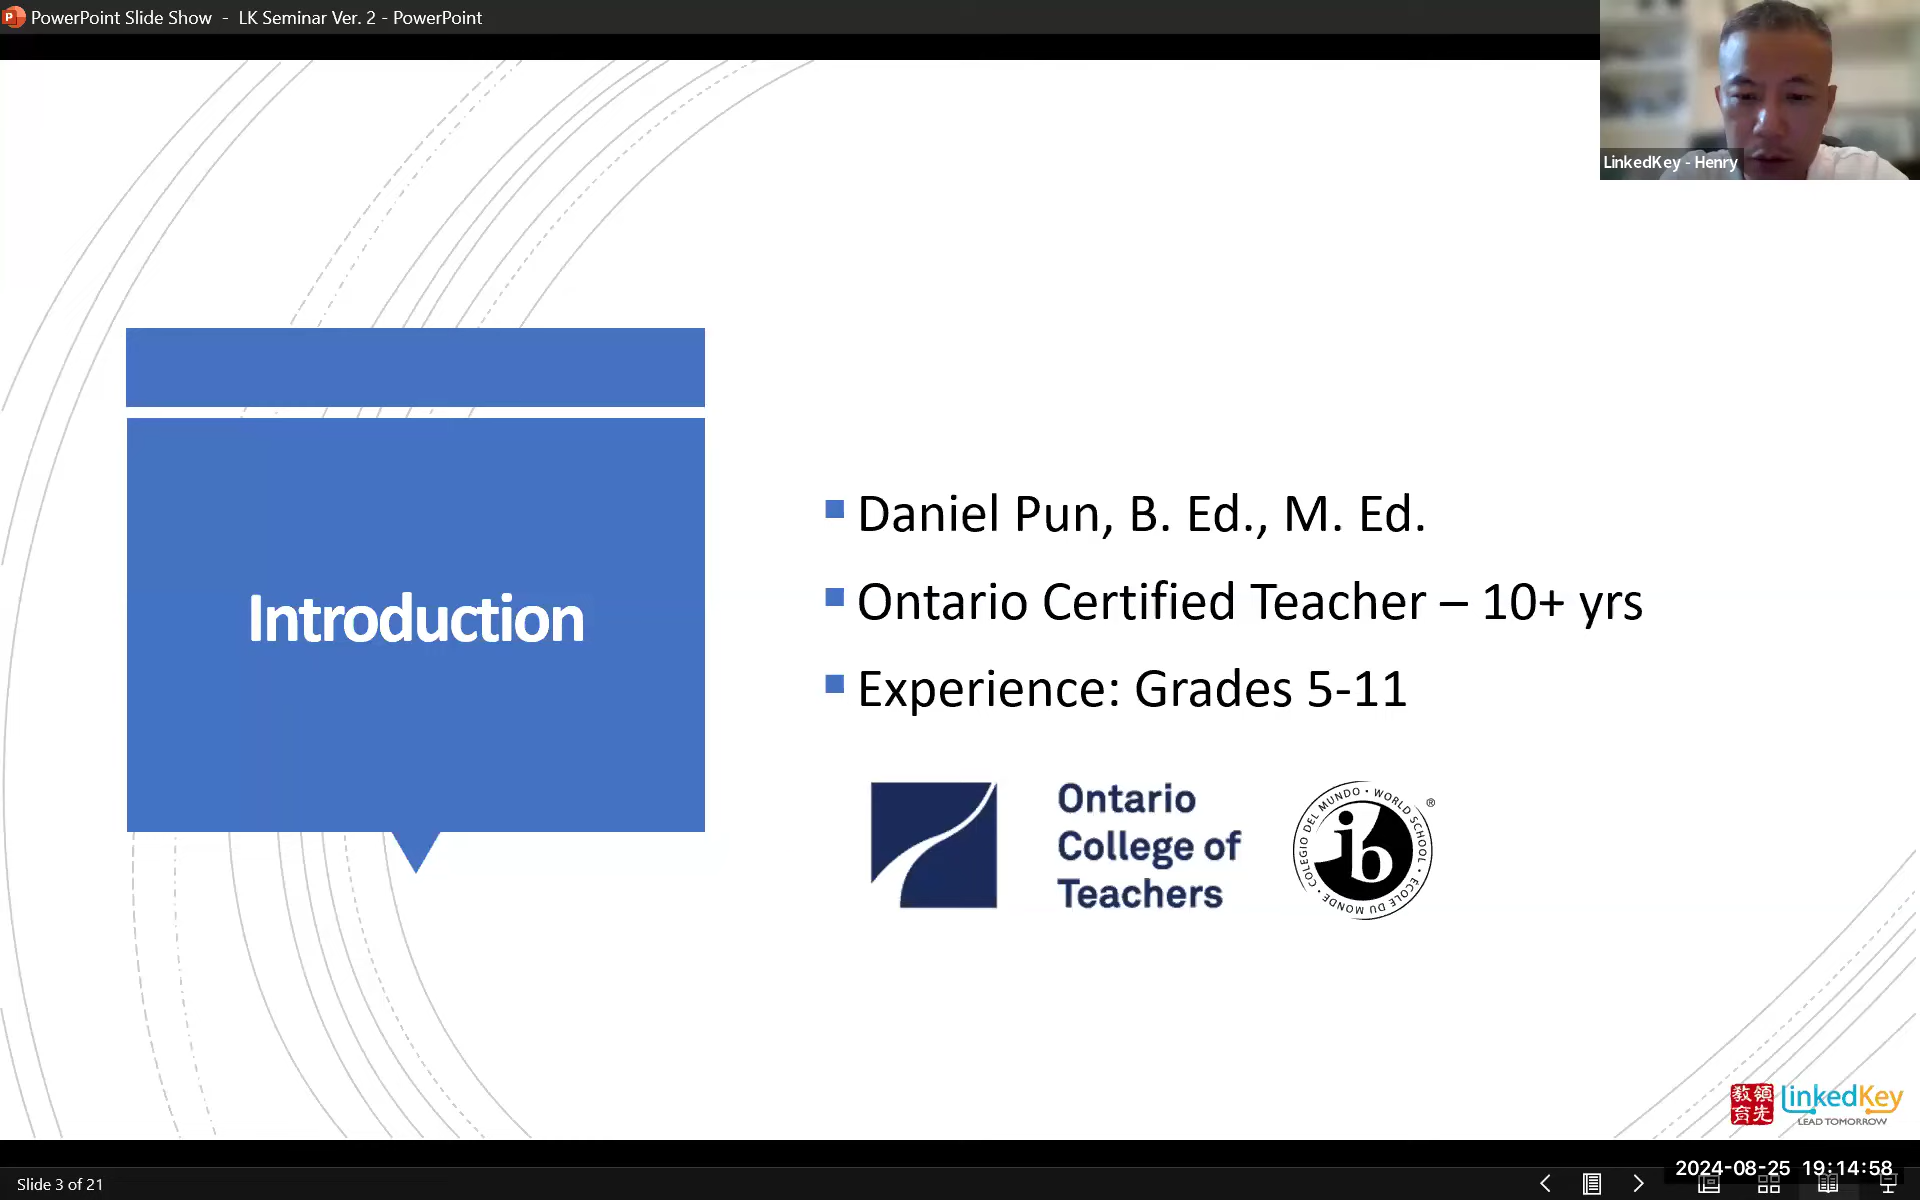 PowerPoint Slide Show - LK Seminar Ver. 2 - PowerPoint
LinkedKey - Henry
Introduction
Daniel Pun, B. Ed., M. Ed.
Ontario Certified Teacher – 10+ yrs
Experience: Grades 5-11
Ontario
College of
Teachers
ib
COLEGIO DEL MUNDO • WORLD SCHOOL • ÉCOLE DU MONDE •
®
領先教育
LinkedKey
LEAD TOMORROW
2024-08-25 19:14:58
Slide 3 of 21